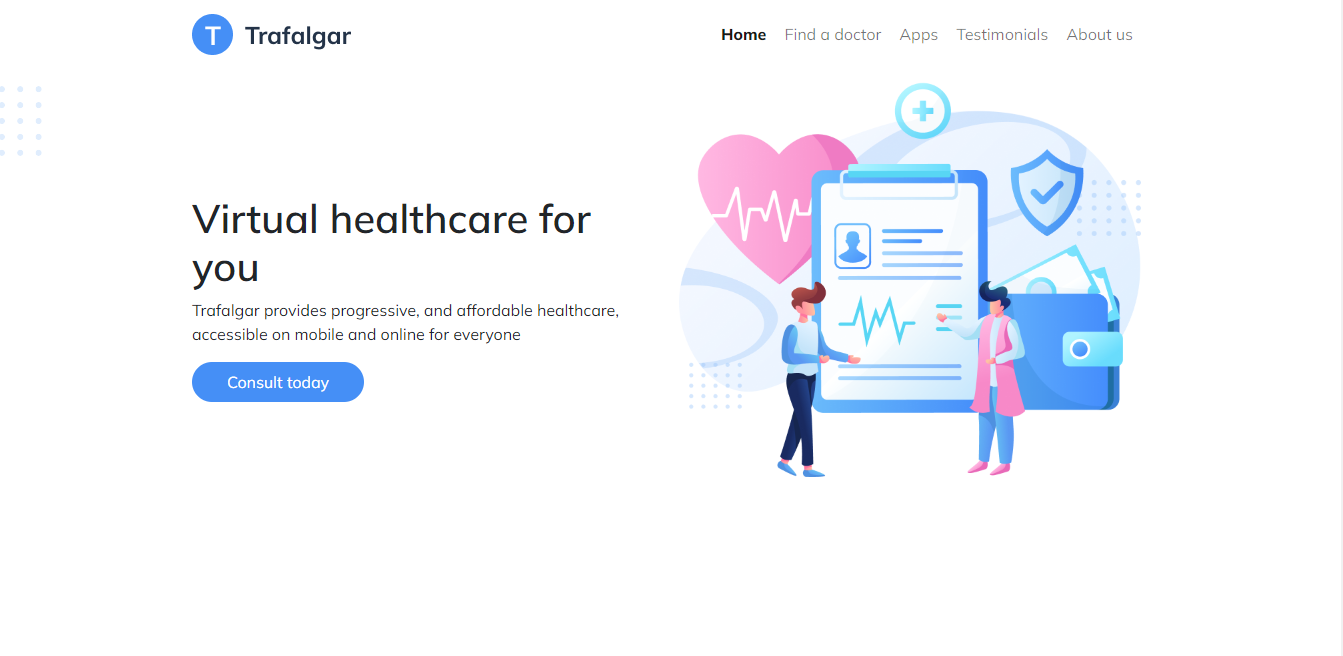 T Trafalgar
Home Find a doctor Apps Testimonials About us
Virtual healthcare for
you
Trafalgar provides progressive, and affordable healthcare,
accessible on mobile and online for everyone
Consult today